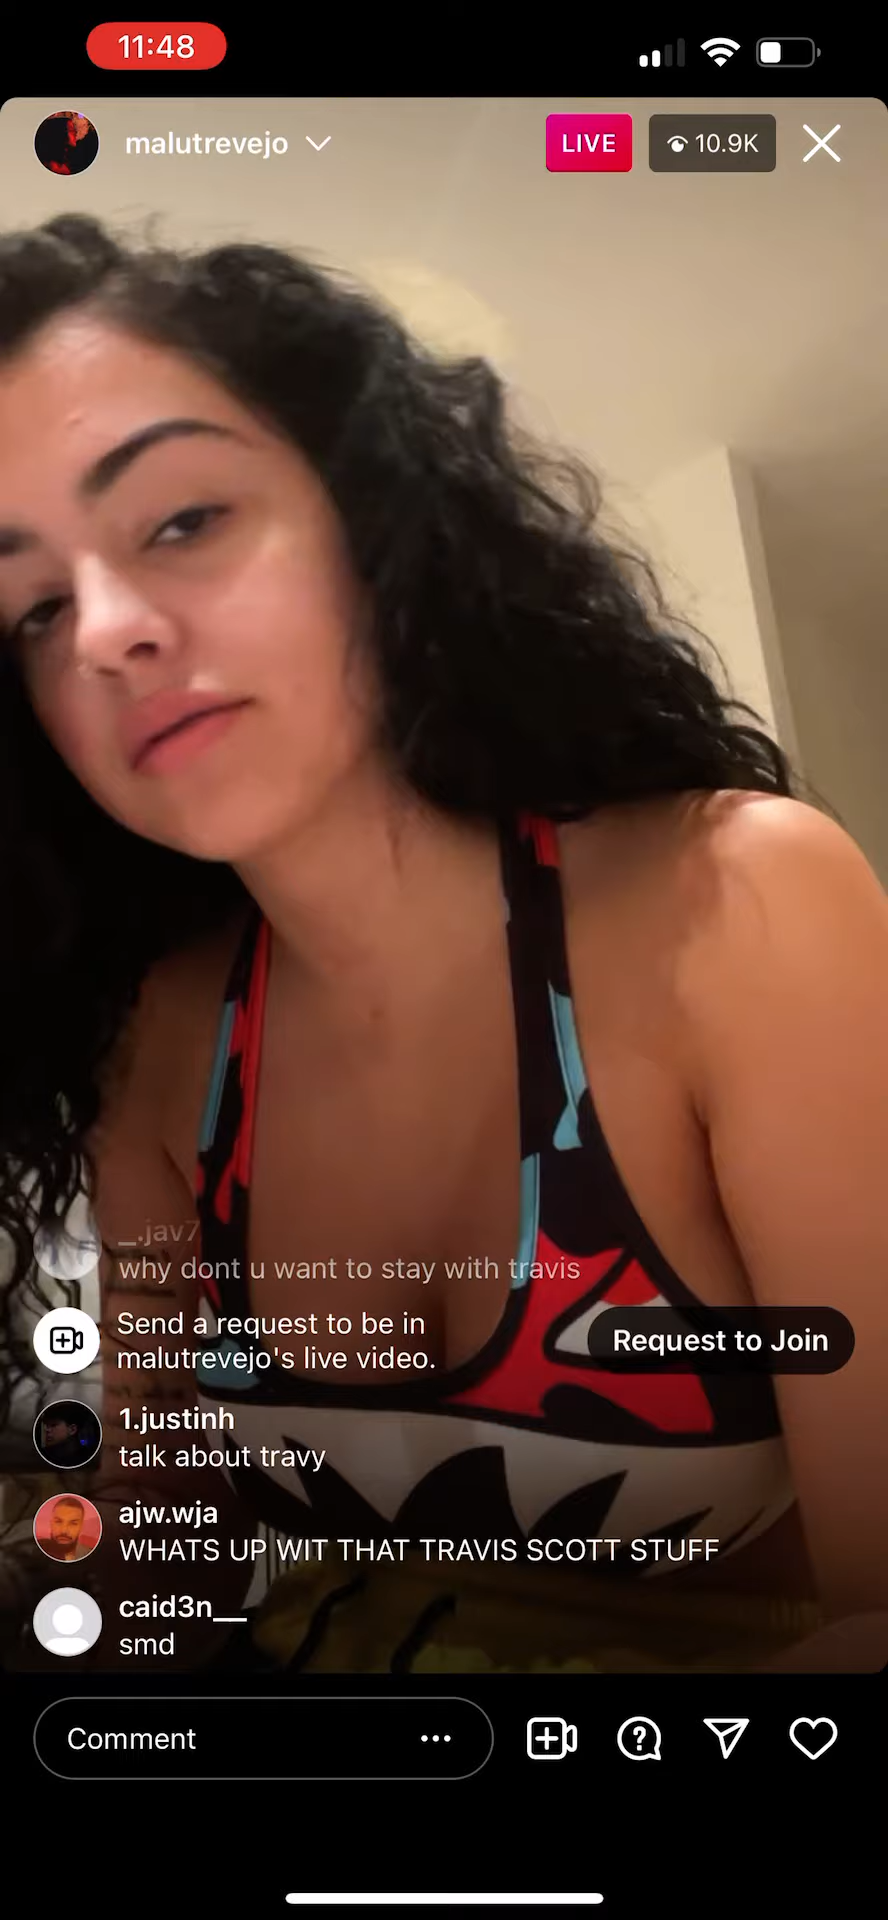 11:48
malutrevejo
LIVE
10.9K
_.jav7
why dont u want to stay with travis
Send a request to be in
malutrevejo's live video.
Request to Join
1.justinh
talk about travy
ajw.wja
WHATS UP WIT THAT TRAVIS SCOTT STUFF
caid3n__
smd
Comment